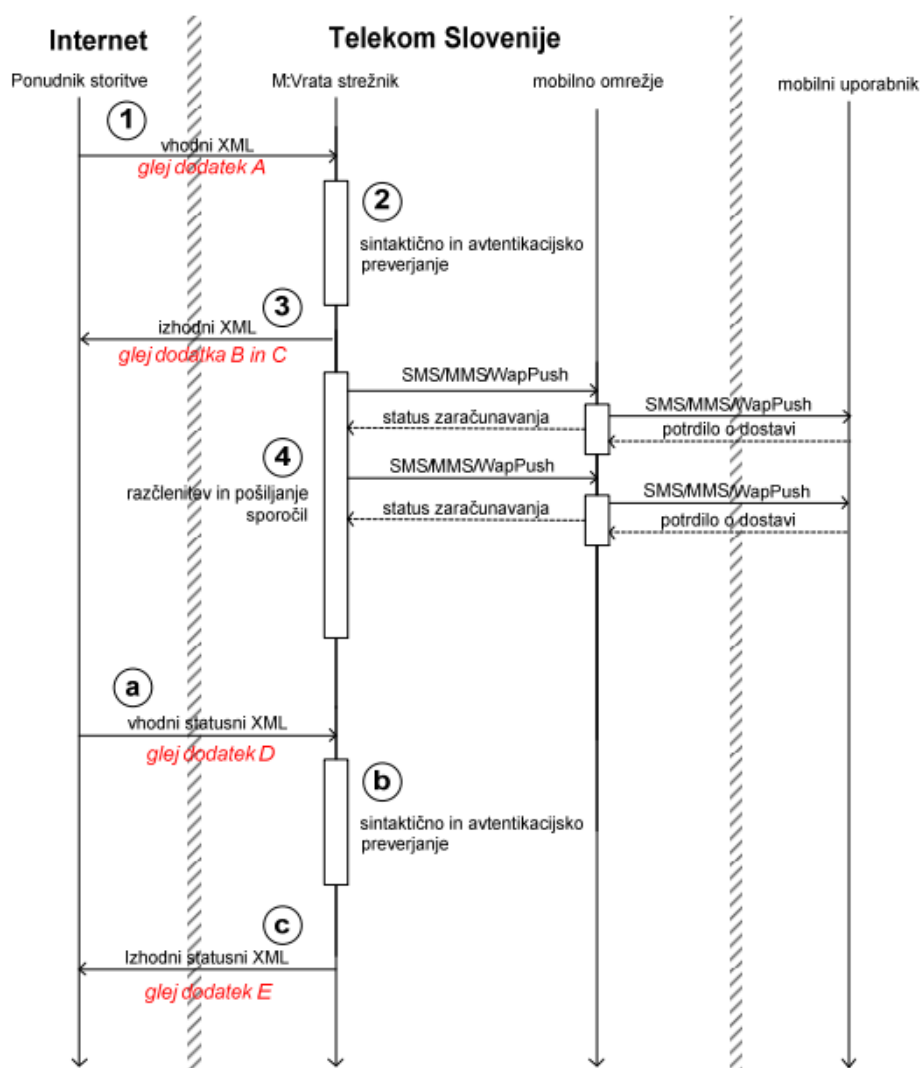 Internet
Telekom Slovenije
Ponudnik storitve
M:Vrata strežnik
mobilno omrežje
mobilni uporabnik
1
vhodni XML
glej dodatek A
2
sintaktično in avtentikacijsko
preverjanje
3
izhodni XML
glej dodatka B in C
SMS/MMS/WapPush
SMS/MMS/WapPush
status zaračunavanja
potrdilo o dostavi
4
razčlenitev in pošiljanje
sporočil
SMS/MMS/WapPush
SMS/MMS/WapPush
status zaračunavanja
potrdilo o dostavi
a
vhodni statusni XML
glej dodatek D
b
sintaktično in avtentikacijsko
preverjanje
c
Izhodni statusni XML
glej dodatek E